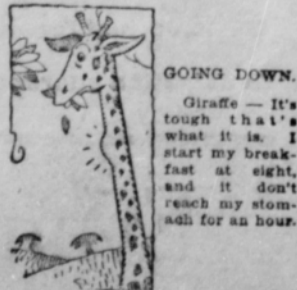 GOING DOWN.
Giraffe — It's
tough that's
what it is. I
start my break-
fast at eight,
and it don't
reach my stom-
ach for an hour.